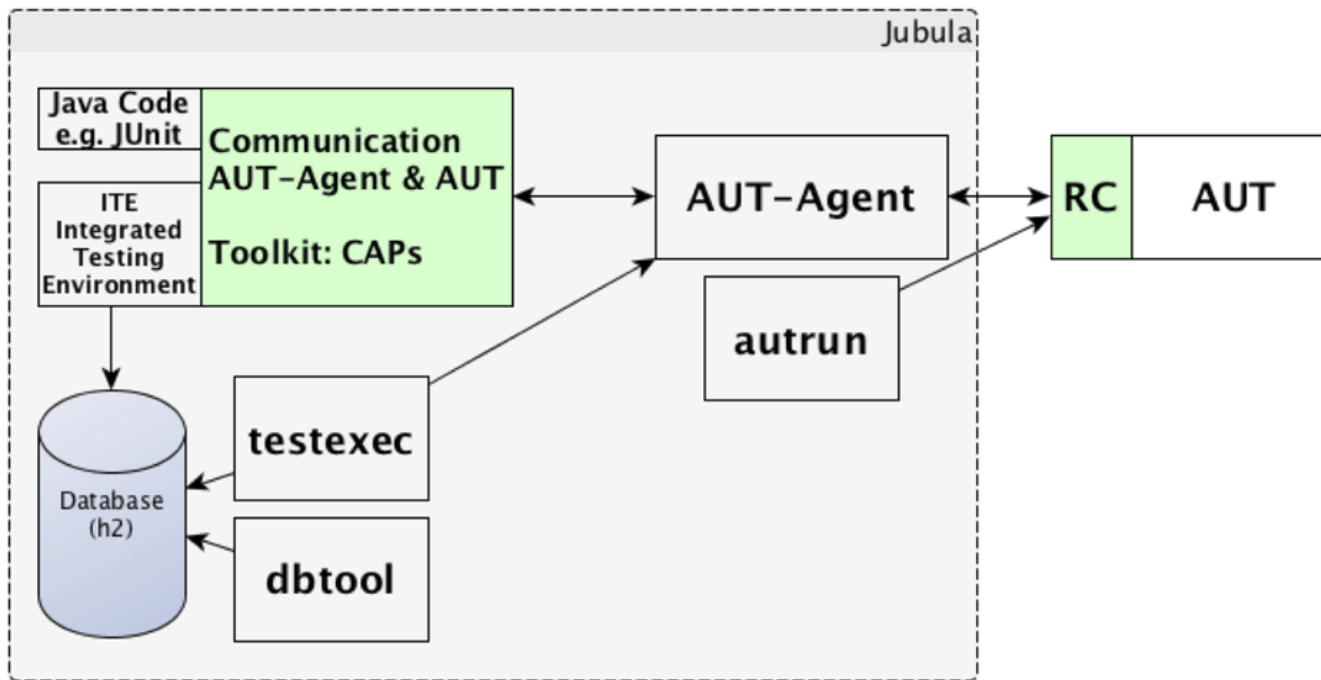 Jubula
Java Code
e.g. JUnit
Communication
AUT-Agent & AUT
Toolkit: CAPs
ITE
Integrated
Testing
Environment
AUT-Agent
RC
AUT
autrun
testexec
Database
(h2)
dbtool